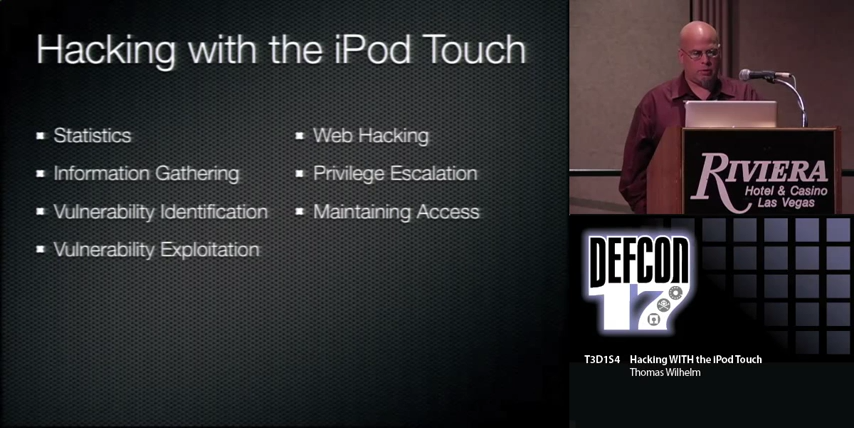 Hacking with the iPod Touch
Statistics
Information Gathering
Vulnerability Identification
Vulnerability Exploitation
Web Hacking
Privilege Escalation
Maintaining Access
RIVIERA
Hotel & Casino
Las Vegas
DEFCON
17
T3D1S4 Hacking WITH the iPod Touch
Thomas Wilhelm